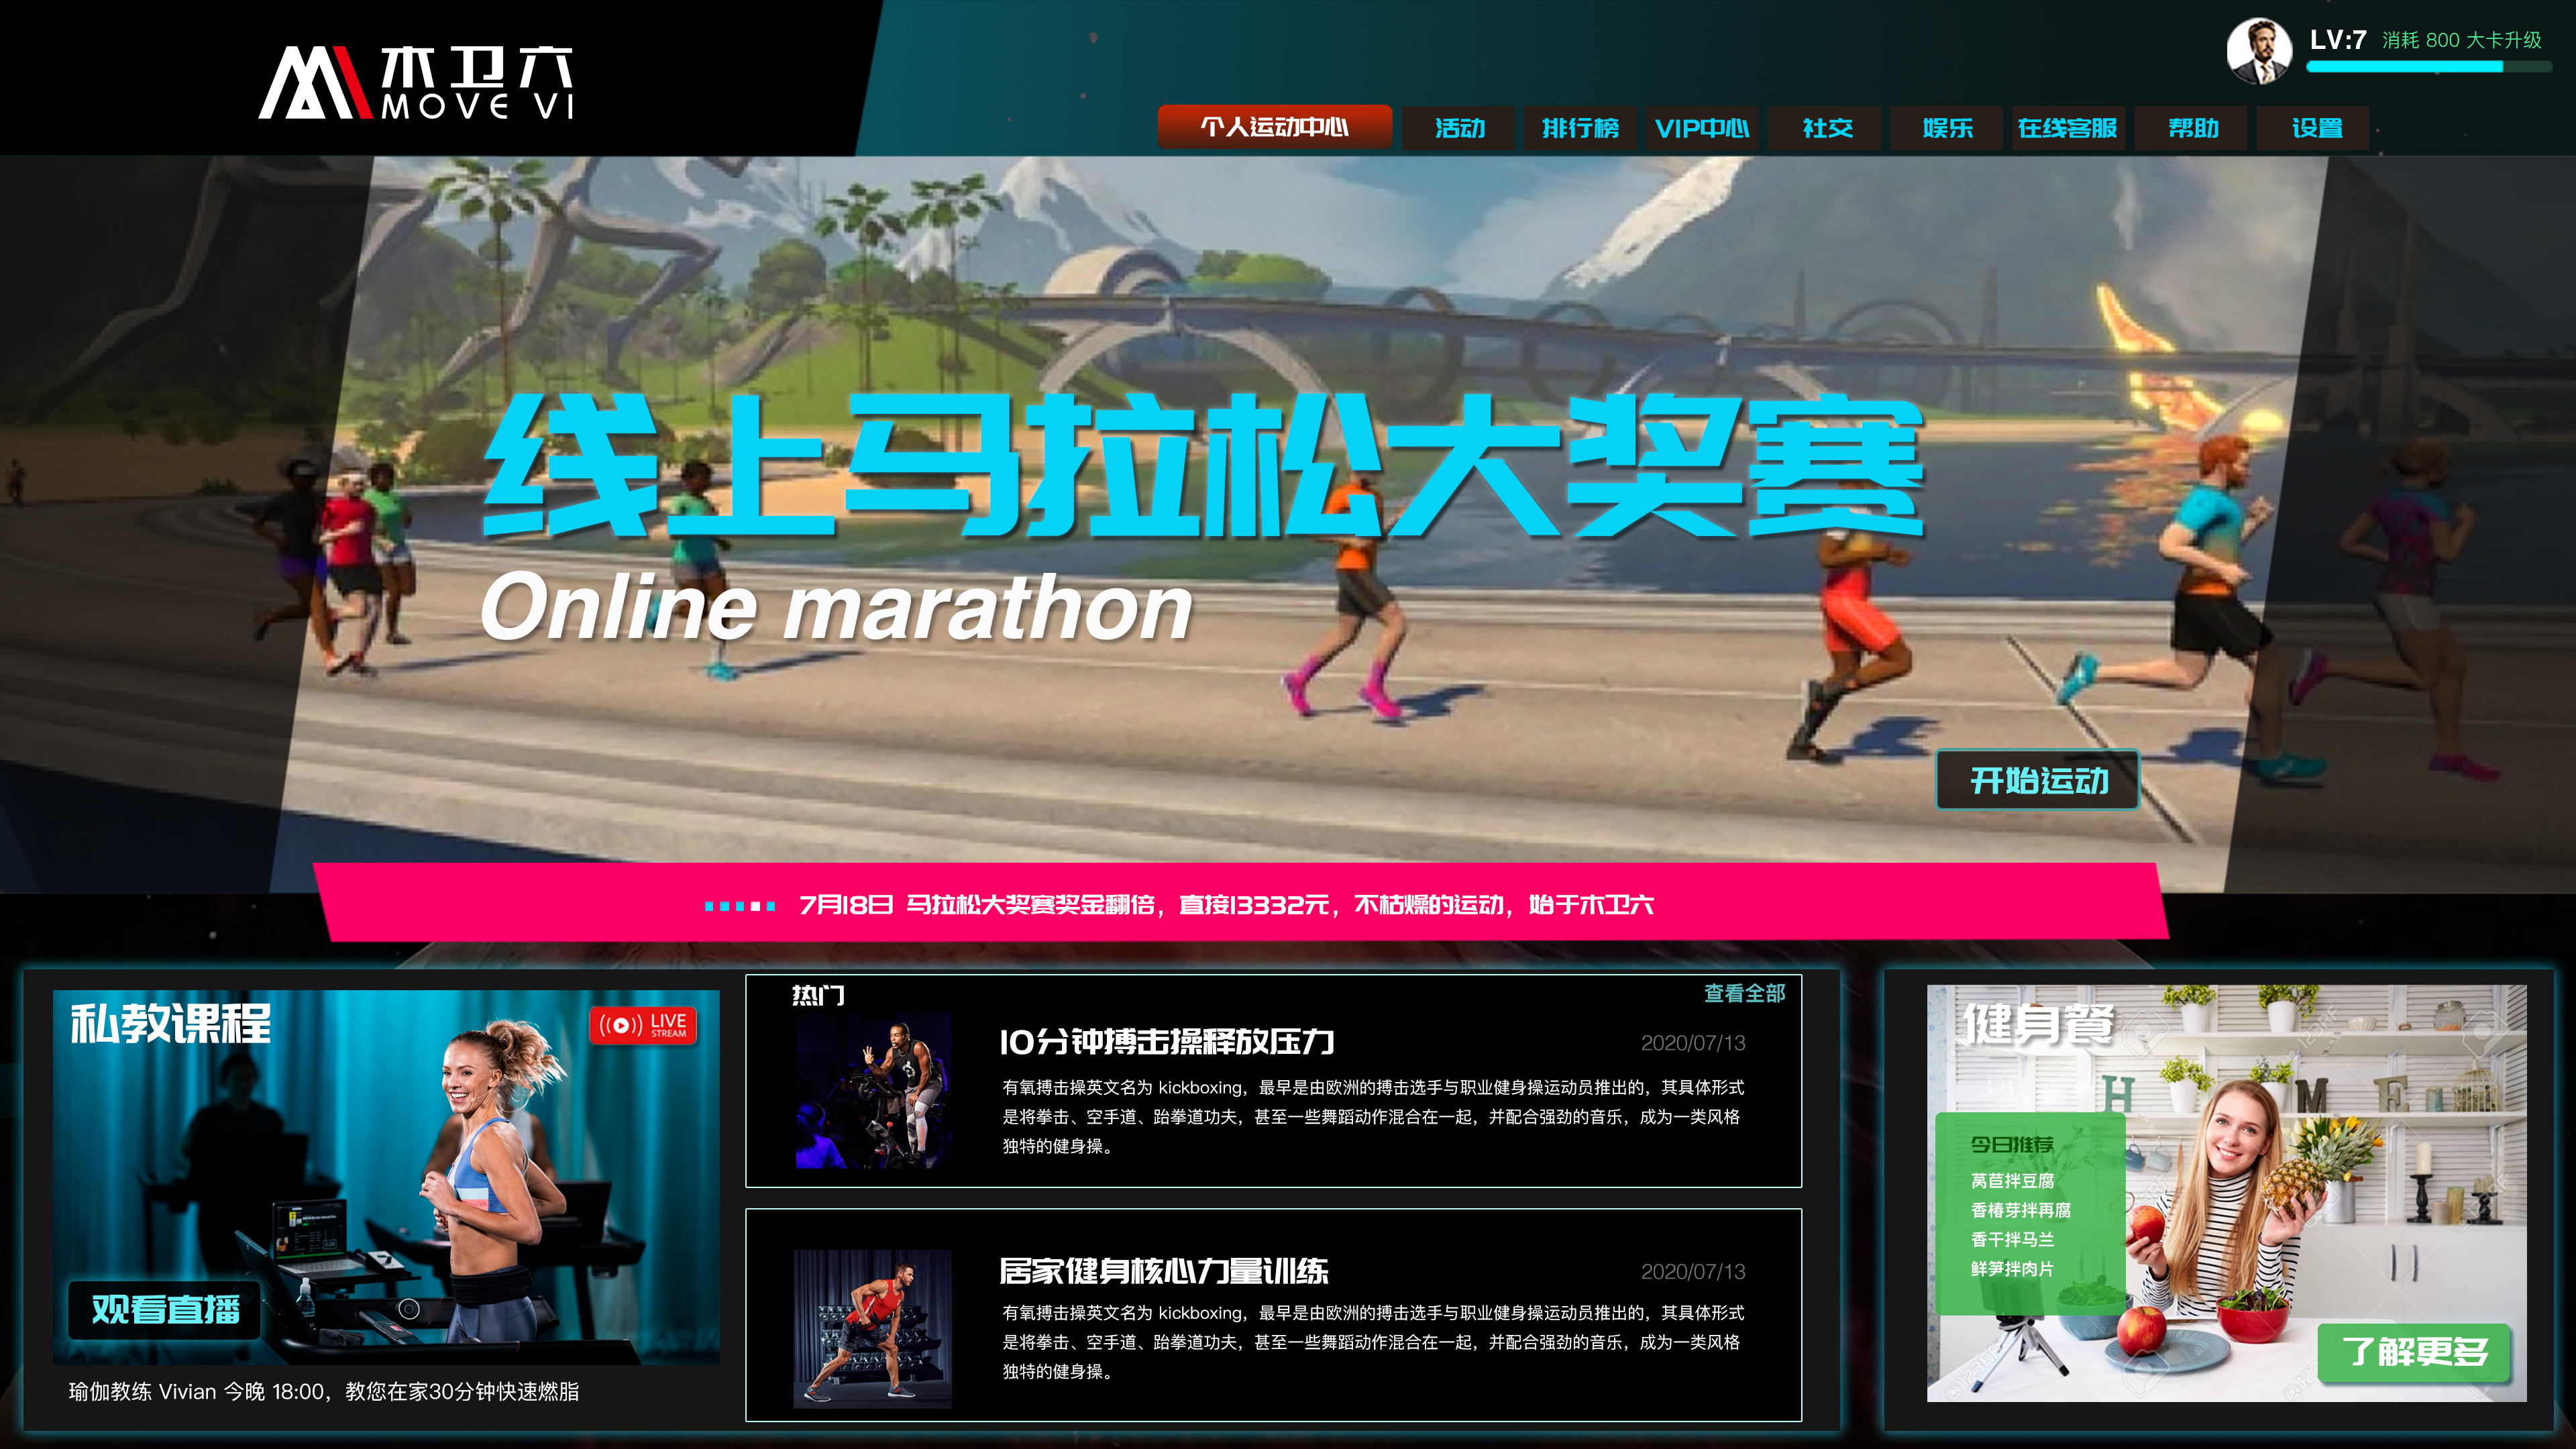 木卫六
MOVE VI
LV:7 消耗 800 大卡升级
个人运动中心 活动 排行榜 VIP中心 社交 娱乐 在线客服 帮助 设置
线上马拉松大奖赛
Online marathon
开始运动
7月18日 马拉松大奖赛奖金翻倍，直接13332元，不枯燥的运动，始于木卫六
私教课程
LIVE
STREAM
观看直播
瑜伽教练 Vivian 今晚 18:00，教您在家30分钟快速燃脂
热门
查看全部
10分钟搏击操释放压力
2020/07/13
有氧搏击操英文名为 kickboxing，最早是由欧洲的搏击选手与职业健身操运动员推出的，其具体形式
是将拳击、空手道、跆拳道功夫，甚至一些舞蹈动作混合在一起，并配合强劲的音乐，成为一类风格
独特的健身操。
居家健身核心力量训练
2020/07/13
有氧搏击操英文名为 kickboxing，最早是由欧洲的搏击选手与职业健身操运动员推出的，其具体形式
是将拳击、空手道、跆拳道功夫，甚至一些舞蹈动作混合在一起，并配合强劲的音乐，成为一类风格
独特的健身操。
健身餐
H ME
今日推荐
莴苣拌豆腐
香椿芽拌再腐
香干拌马兰
鲜笋拌肉片
了解更多